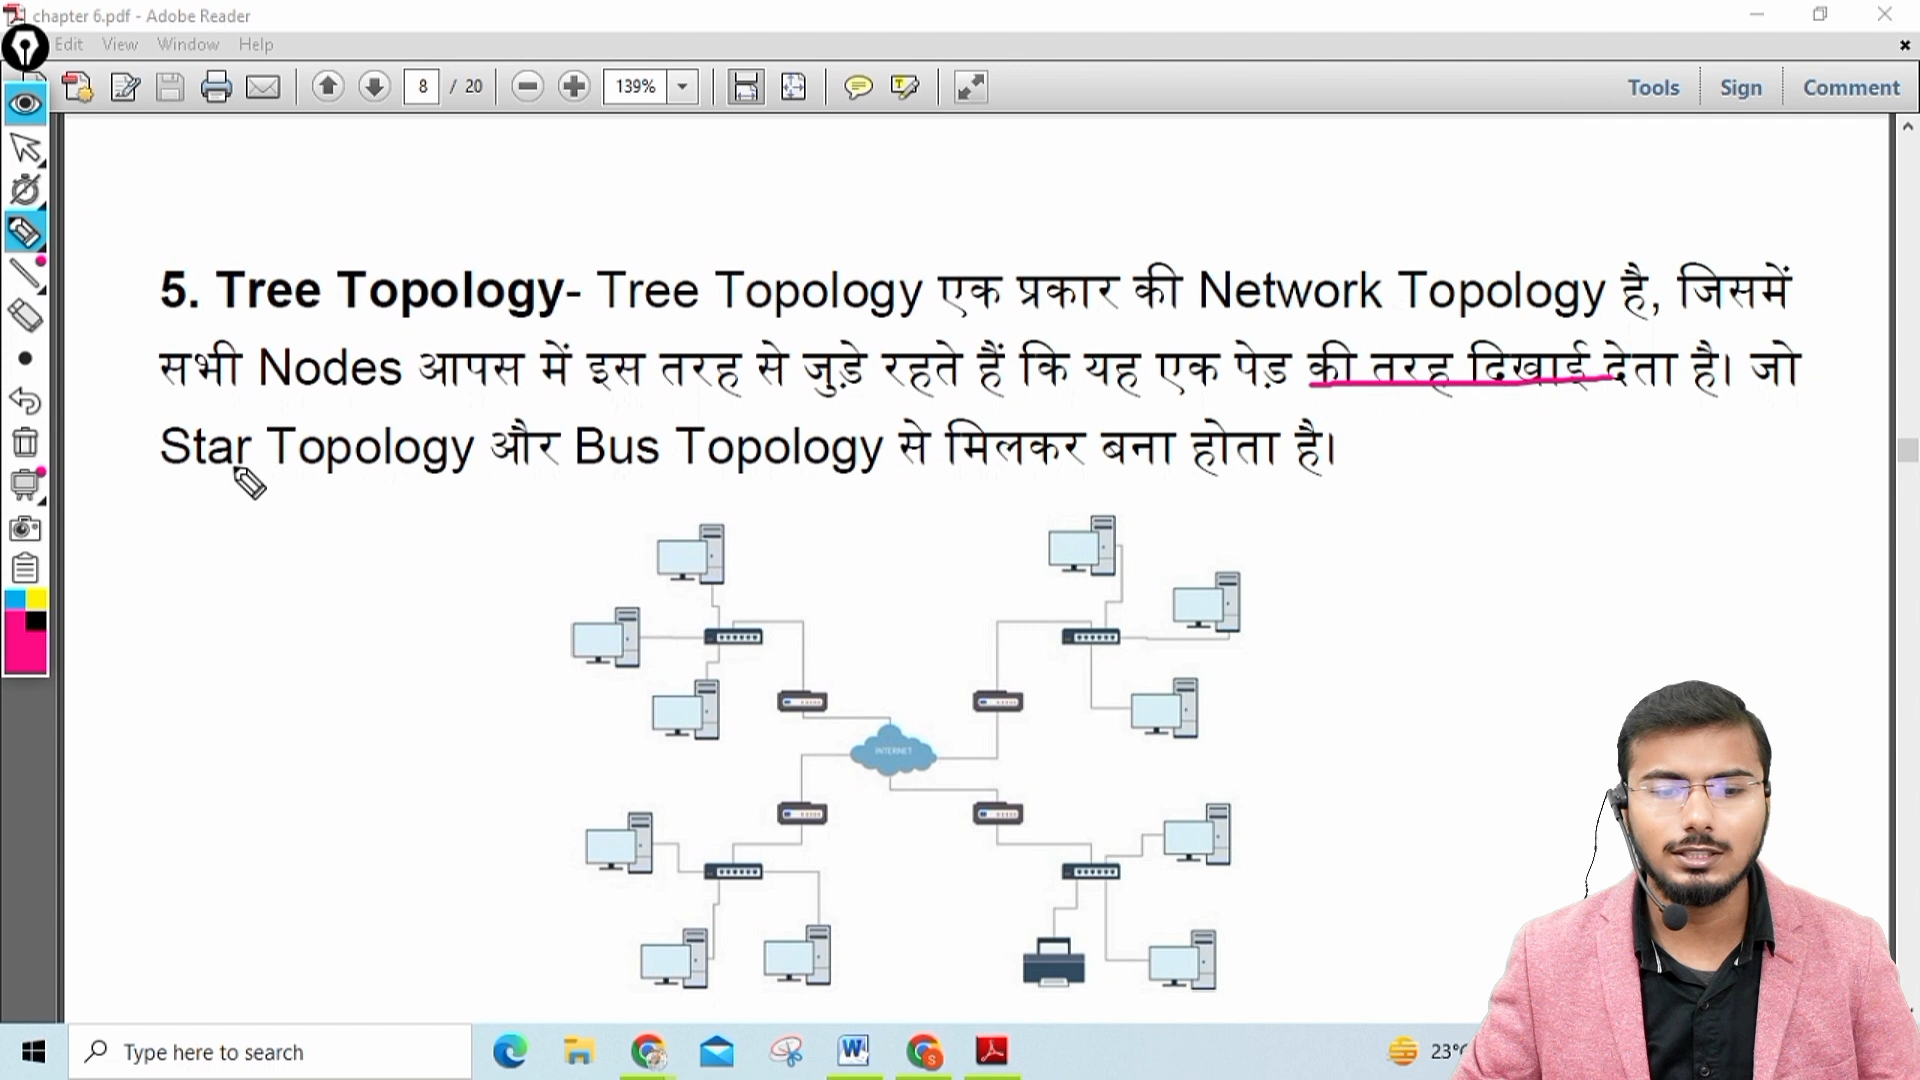 chapter 6.pdf - Adobe Reader
Edit View Window Help
8 / 20 139% Tools Sign Comment
5. Tree Topology- Tree Topology एक प्रकार की Network Topology है, जिसमें
सभी Nodes आपस में इस तरह से जुड़े रहते हैं कि यह एक पेड़ की तरह दिखाई देता है। जो
Star Topology और Bus Topology से मिलकर बना होता है।
INTERNET
Type here to search